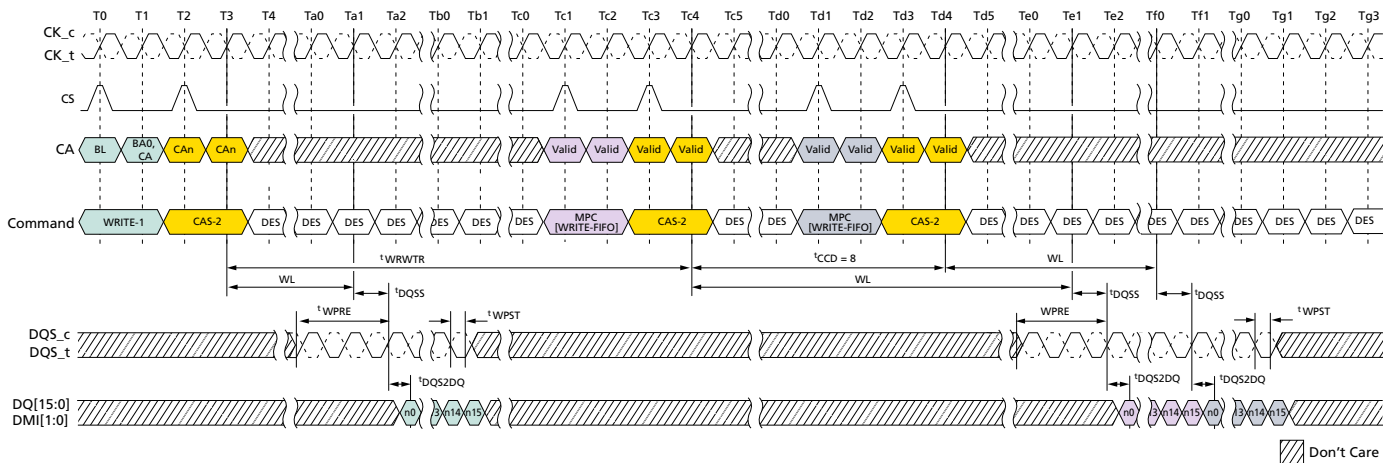 T0 T1 T2 T3 T4 Ta0 Ta1 Ta2 Tb0 Tb1 Tc0 Tc1 Tc2 Tc3 Tc4 Tc5 Td0 Td1 Td2 Td3 Td4 Td5 Te0 Te1 Te2 Tf0 Tf1 Tg0 Tg1 Tg2 Tg3
CK_c
CK_t
CS
CA BL BA0, CA CAn CAn Valid Valid Valid Valid Valid Valid Valid Valid
Command WRITE-1 CAS-2 DES DES DES DES DES DES DES MPC [WRITE-FIFO] CAS-2 DES DES MPC [WRITE-FIFO] CAS-2 DES DES DES DES DES DES DES DES DES DES
tWRWTR tCCD = 8 WL
WL tDQSS WL tDQSS tDQSS
tWPRE tWPST WPRE tWPST
DQS_c
DQS_t
tDQS2DQ tDQS2DQ tDQS2DQ
DQ[15:0]
DMI[1:0]
n0 13 n14 n15 n0 13 n14 n15 n0 13 n14 n15
Don't Care